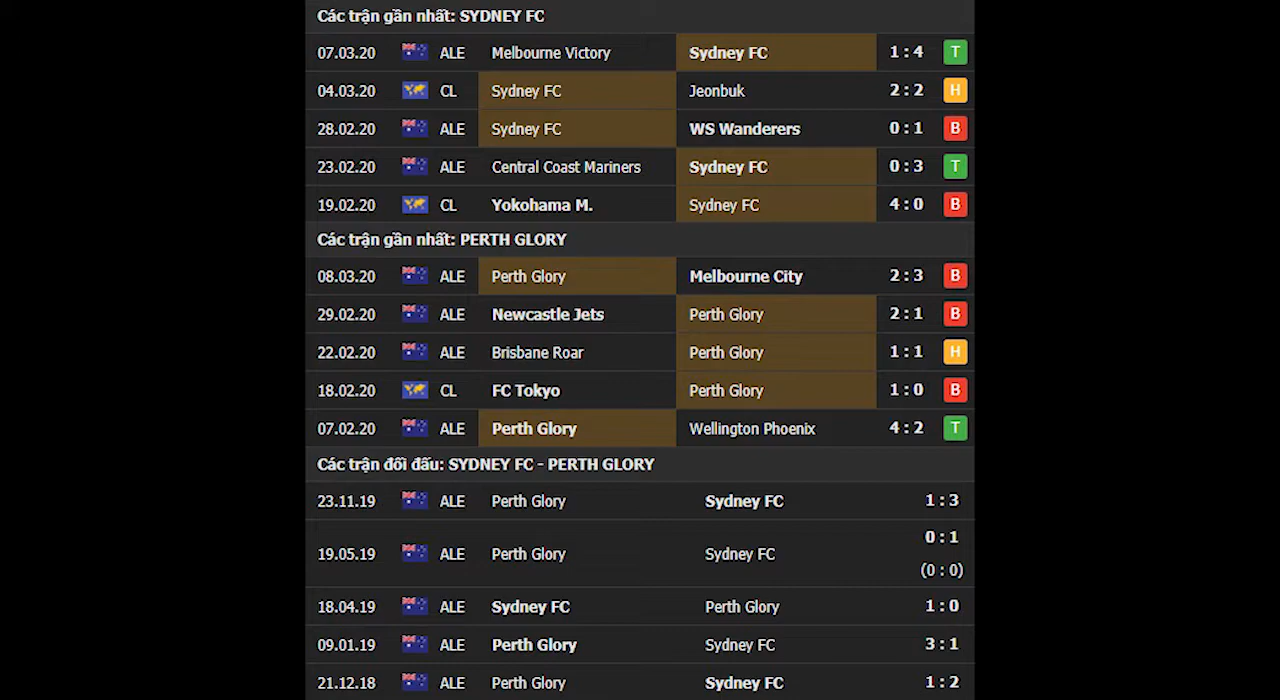 Các trận gần nhất: SYDNEY FC
07.03.20 ALE Melbourne Victory Sydney FC 1 : 4 T
04.03.20 CL Sydney FC Jeonbuk 2 : 2 H
28.02.20 ALE Sydney FC WS Wanderers 0 : 1 B
23.02.20 ALE Central Coast Mariners Sydney FC 0 : 3 T
19.02.20 CL Yokohama M. Sydney FC 4 : 0 B
Các trận gần nhất: PERTH GLORY
08.03.20 ALE Perth Glory Melbourne City 2 : 3 B
29.02.20 ALE Newcastle Jets Perth Glory 2 : 1 B
22.02.20 ALE Brisbane Roar Perth Glory 1 : 1 H
18.02.20 CL FC Tokyo Perth Glory 1 : 0 B
07.02.20 ALE Perth Glory Wellington Phoenix 4 : 2 T
Các trận đối đấu: SYDNEY FC - PERTH GLORY
23.11.19 ALE Perth Glory Sydney FC 1 : 3
19.05.19 ALE Perth Glory Sydney FC 0 : 1
(0 : 0)
18.04.19 ALE Sydney FC Perth Glory 1 : 0
09.01.19 ALE Perth Glory Sydney FC 3 : 1
21.12.18 ALE Perth Glory Sydney FC 1 : 2